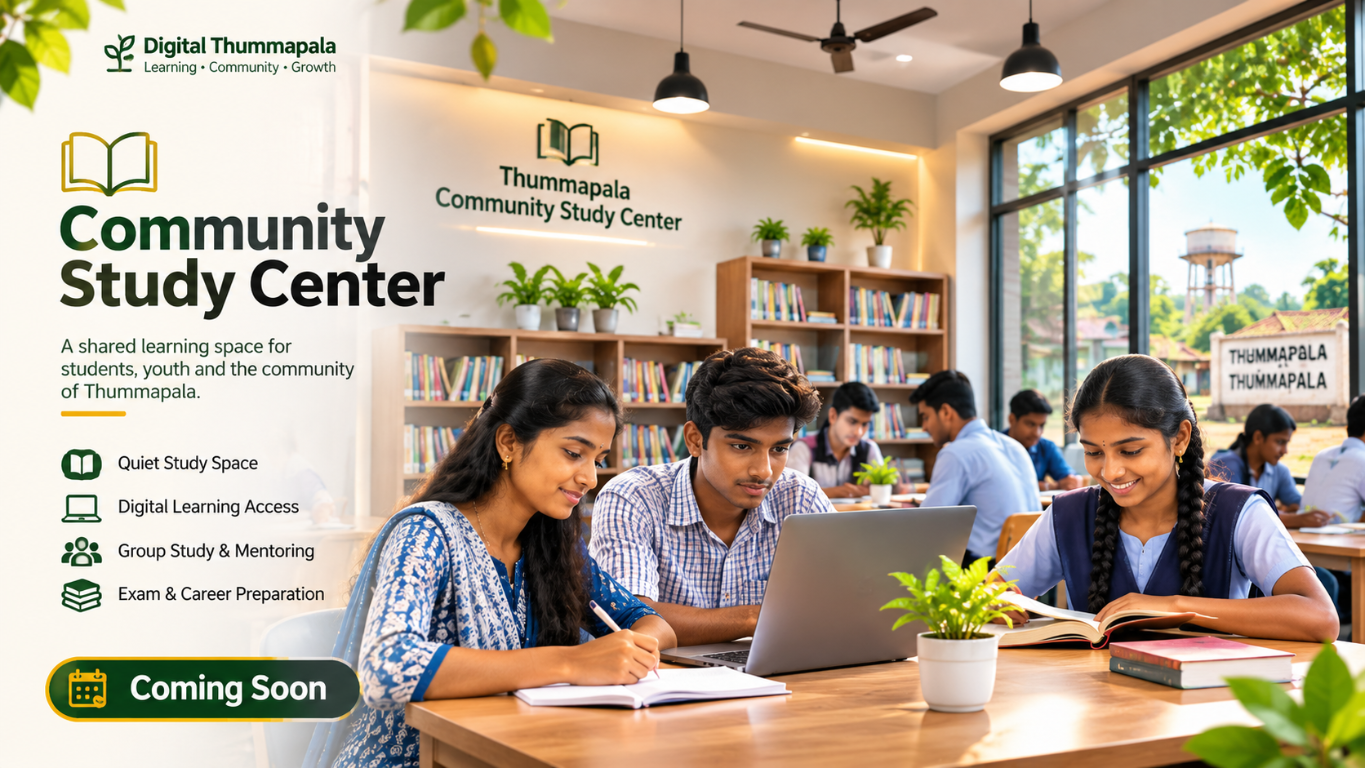 Digital Thummapala
Learning • Community • Growth
Community
Study Center
A shared learning space for
students, youth and the community
of Thummapala.
Quiet Study Space
Digital Learning Access
Group Study & Mentoring
Exam & Career Preparation
Coming Soon
Thummapala
Community Study Center
THUMMAPALA
THUMMAPALA